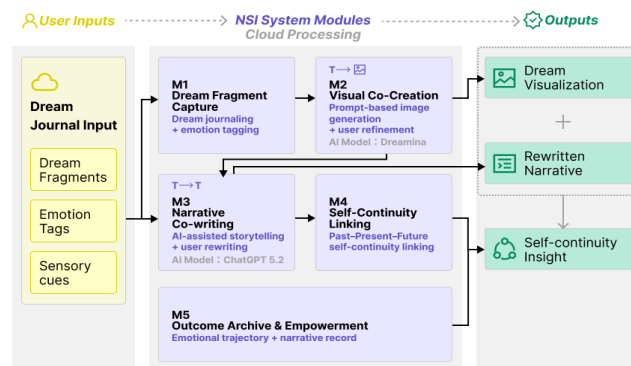 User Inputs
NSI System Modules
Cloud Processing
Outputs
Dream
Journal Input
Dream
Fragments
Emotion
Tags
Sensory
cues
M1
Dream Fragment
Capture
Dream journaling
+ emotion tagging
T→
M2
Visual Co-Creation
Prompt-based image
generation
+ user refinement
AI Model：Dreamina
T→T
M3
Narrative
Co-writing
AI-assisted storytelling
+ user rewriting
AI Model：ChatGPT 5.2
M4
Self-Continuity
Linking
Past–Present–Future
self-continuity linking
M5
Outcome Archive & Empowerment
Emotional trajectory + narrative record
Dream
Visualization
+
Rewritten
Narrative
Self-continuity
Insight